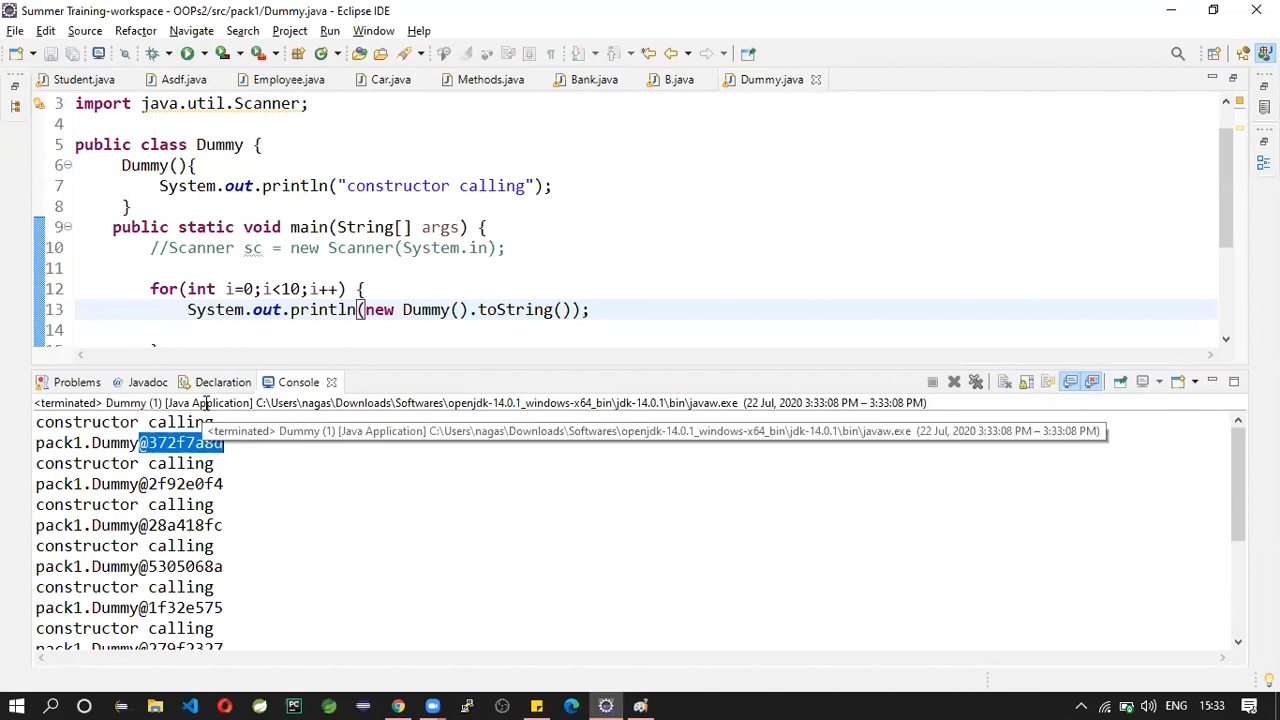 Summer Training-workspace - OOPs2/src/pack1/Dummy.java - Eclipse IDE
File Edit Source Refactor Navigate Search Project Run Window Help
Student.java Asdf.java Employee.java Car.java Methods.java Bank.java B.java Dummy.java
3 import java.util.Scanner;
4
5 public class Dummy {
6 Dummy(){
7 System.out.println("constructor calling");
8 }
9 public static void main(String[] args) {
10 //Scanner sc = new Scanner(System.in);
11
12 for(int i=0;i<10;i++) {
13 System.out.println(new Dummy().toString());
14
Problems Javadoc Declaration Console
<terminated> Dummy (1) [Java Application] C:\Users\nagas\Downloads\Softwares\openjdk-14.0.1_windows-x64_bin\jdk-14.0.1\bin\javaw.exe (22 Jul, 2020 3:33:08 PM – 3:33:08 PM)
constructor calling
<terminated> Dummy (1) [Java Application] C:\Users\nagas\Downloads\Softwares\openjdk-14.0.1_windows-x64_bin\jdk-14.0.1\bin\javaw.exe (22 Jul, 2020 3:33:08 PM – 3:33:08 PM)
pack1.Dummy@372f7a8d
constructor calling
pack1.Dummy@2f92e0f4
constructor calling
pack1.Dummy@28a418fc
constructor calling
pack1.Dummy@5305068a
constructor calling
pack1.Dummy@1f32e575
constructor calling
pack1.Dummy@279f2327
ENG 15:33